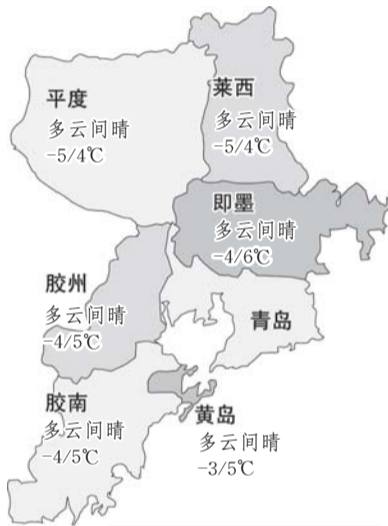 平度
多云间晴
-5/4℃
莱西
多云间晴
-5/4℃
即墨
多云间晴
-4/6℃
胶州
多云间晴
-4/5℃
青岛
胶南
多云间晴
-4/5℃
黄岛
多云间晴
-3/5℃